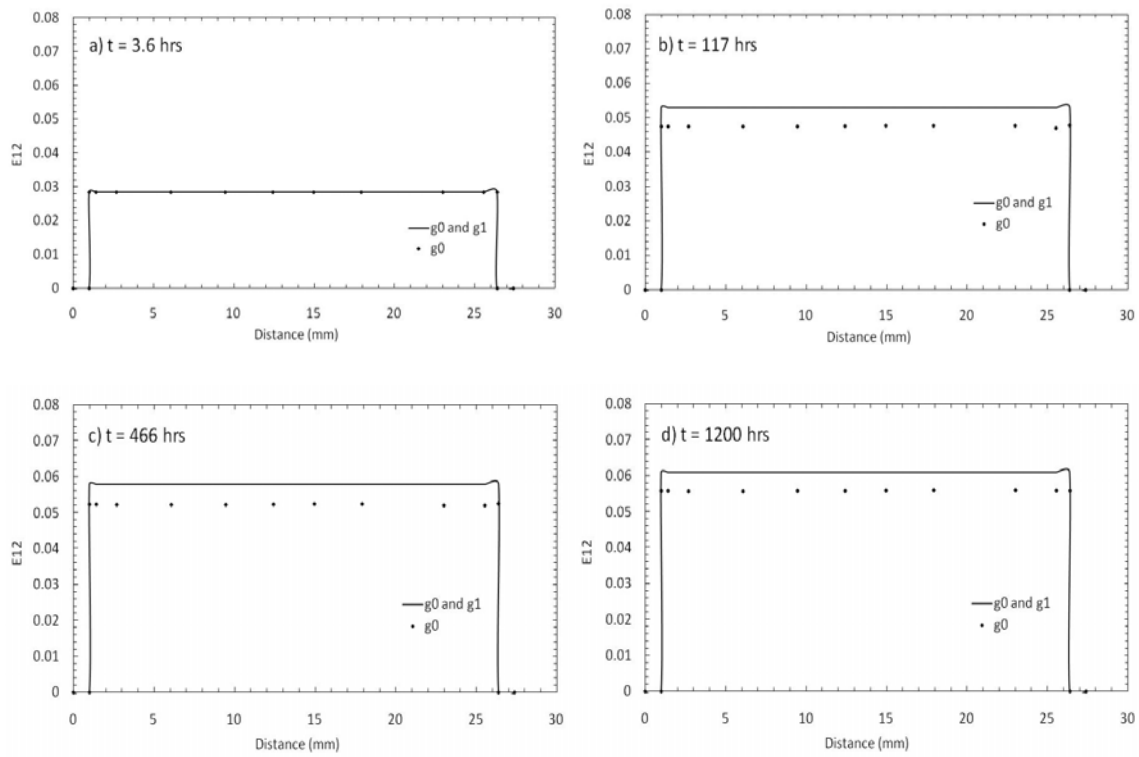 a) t = 3.6 hrs
0.08
0.07
0.06
0.05
0.04
0.03
0.02
0.01
0
E12
g0 and g1
g0
0 5 10 15 20 25 30
Distance (mm)
b) t = 117 hrs
0.08
0.07
0.06
0.05
0.04
0.03
0.02
0.01
0
E12
g0 and g1
g0
0 5 10 15 20 25 30
Distance (mm)
c) t = 466 hrs
0.08
0.07
0.06
0.05
0.04
0.03
0.02
0.01
0
E12
g0 and g1
g0
0 5 10 15 20 25 30
Distance (mm)
d) t = 1200 hrs
0.08
0.07
0.06
0.05
0.04
0.03
0.02
0.01
0
E12
g0 and g1
g0
0 5 10 15 20 25 30
Distance (mm)